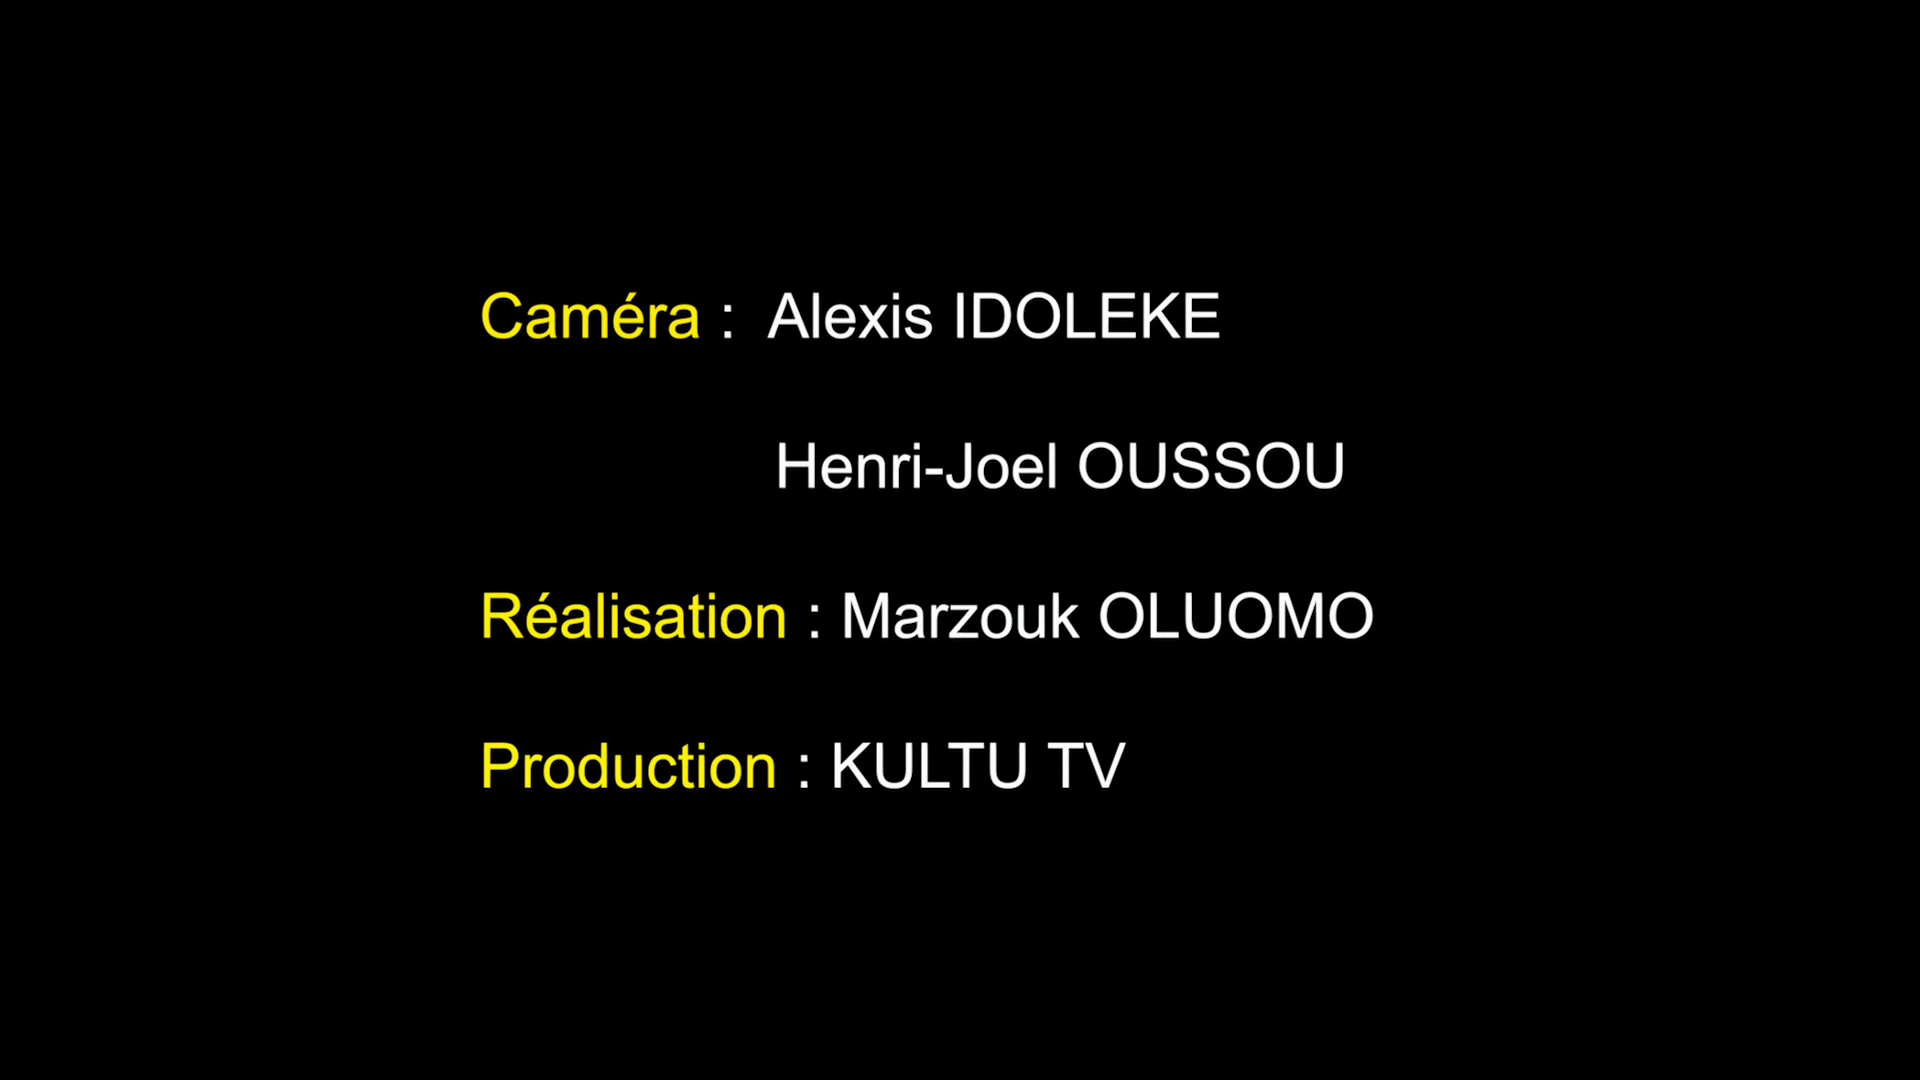 Caméra : Alexis IDOLEKE
Henri-Joel OUSSOU
Réalisation : Marzouk OLUOMO
Production : KULTU TV